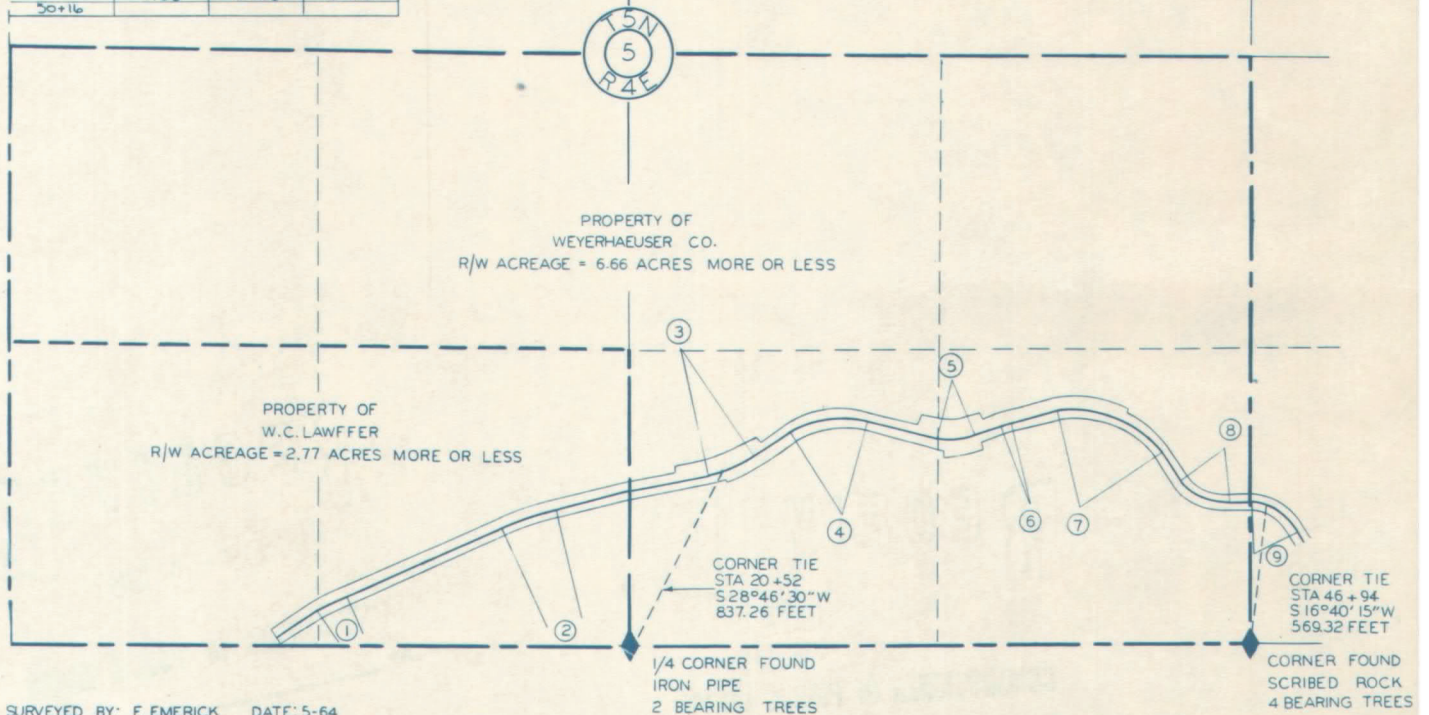 50+16
T5N
5
R4E
PROPERTY OF
WEYERHAEUSER CO.
R/W ACREAGE = 6.66 ACRES MORE OR LESS
3
5
PROPERTY OF
W.C. LAWFFER
R/W ACREAGE = 2.77 ACRES MORE OR LESS
8
4
6
7
9
CORNER TIE
STA 20+52
S 28°46'30" W
837.26 FEET
CORNER TIE
STA 46+94
S 16°40'15" W
569.32 FEET
1
2
1/4 CORNER FOUND
IRON PIPE
2 BEARING TREES
CORNER FOUND
SCRIBED ROCK
4 BEARING TREES
SURVEYED BY: F. EMERICK DATE: 5-64